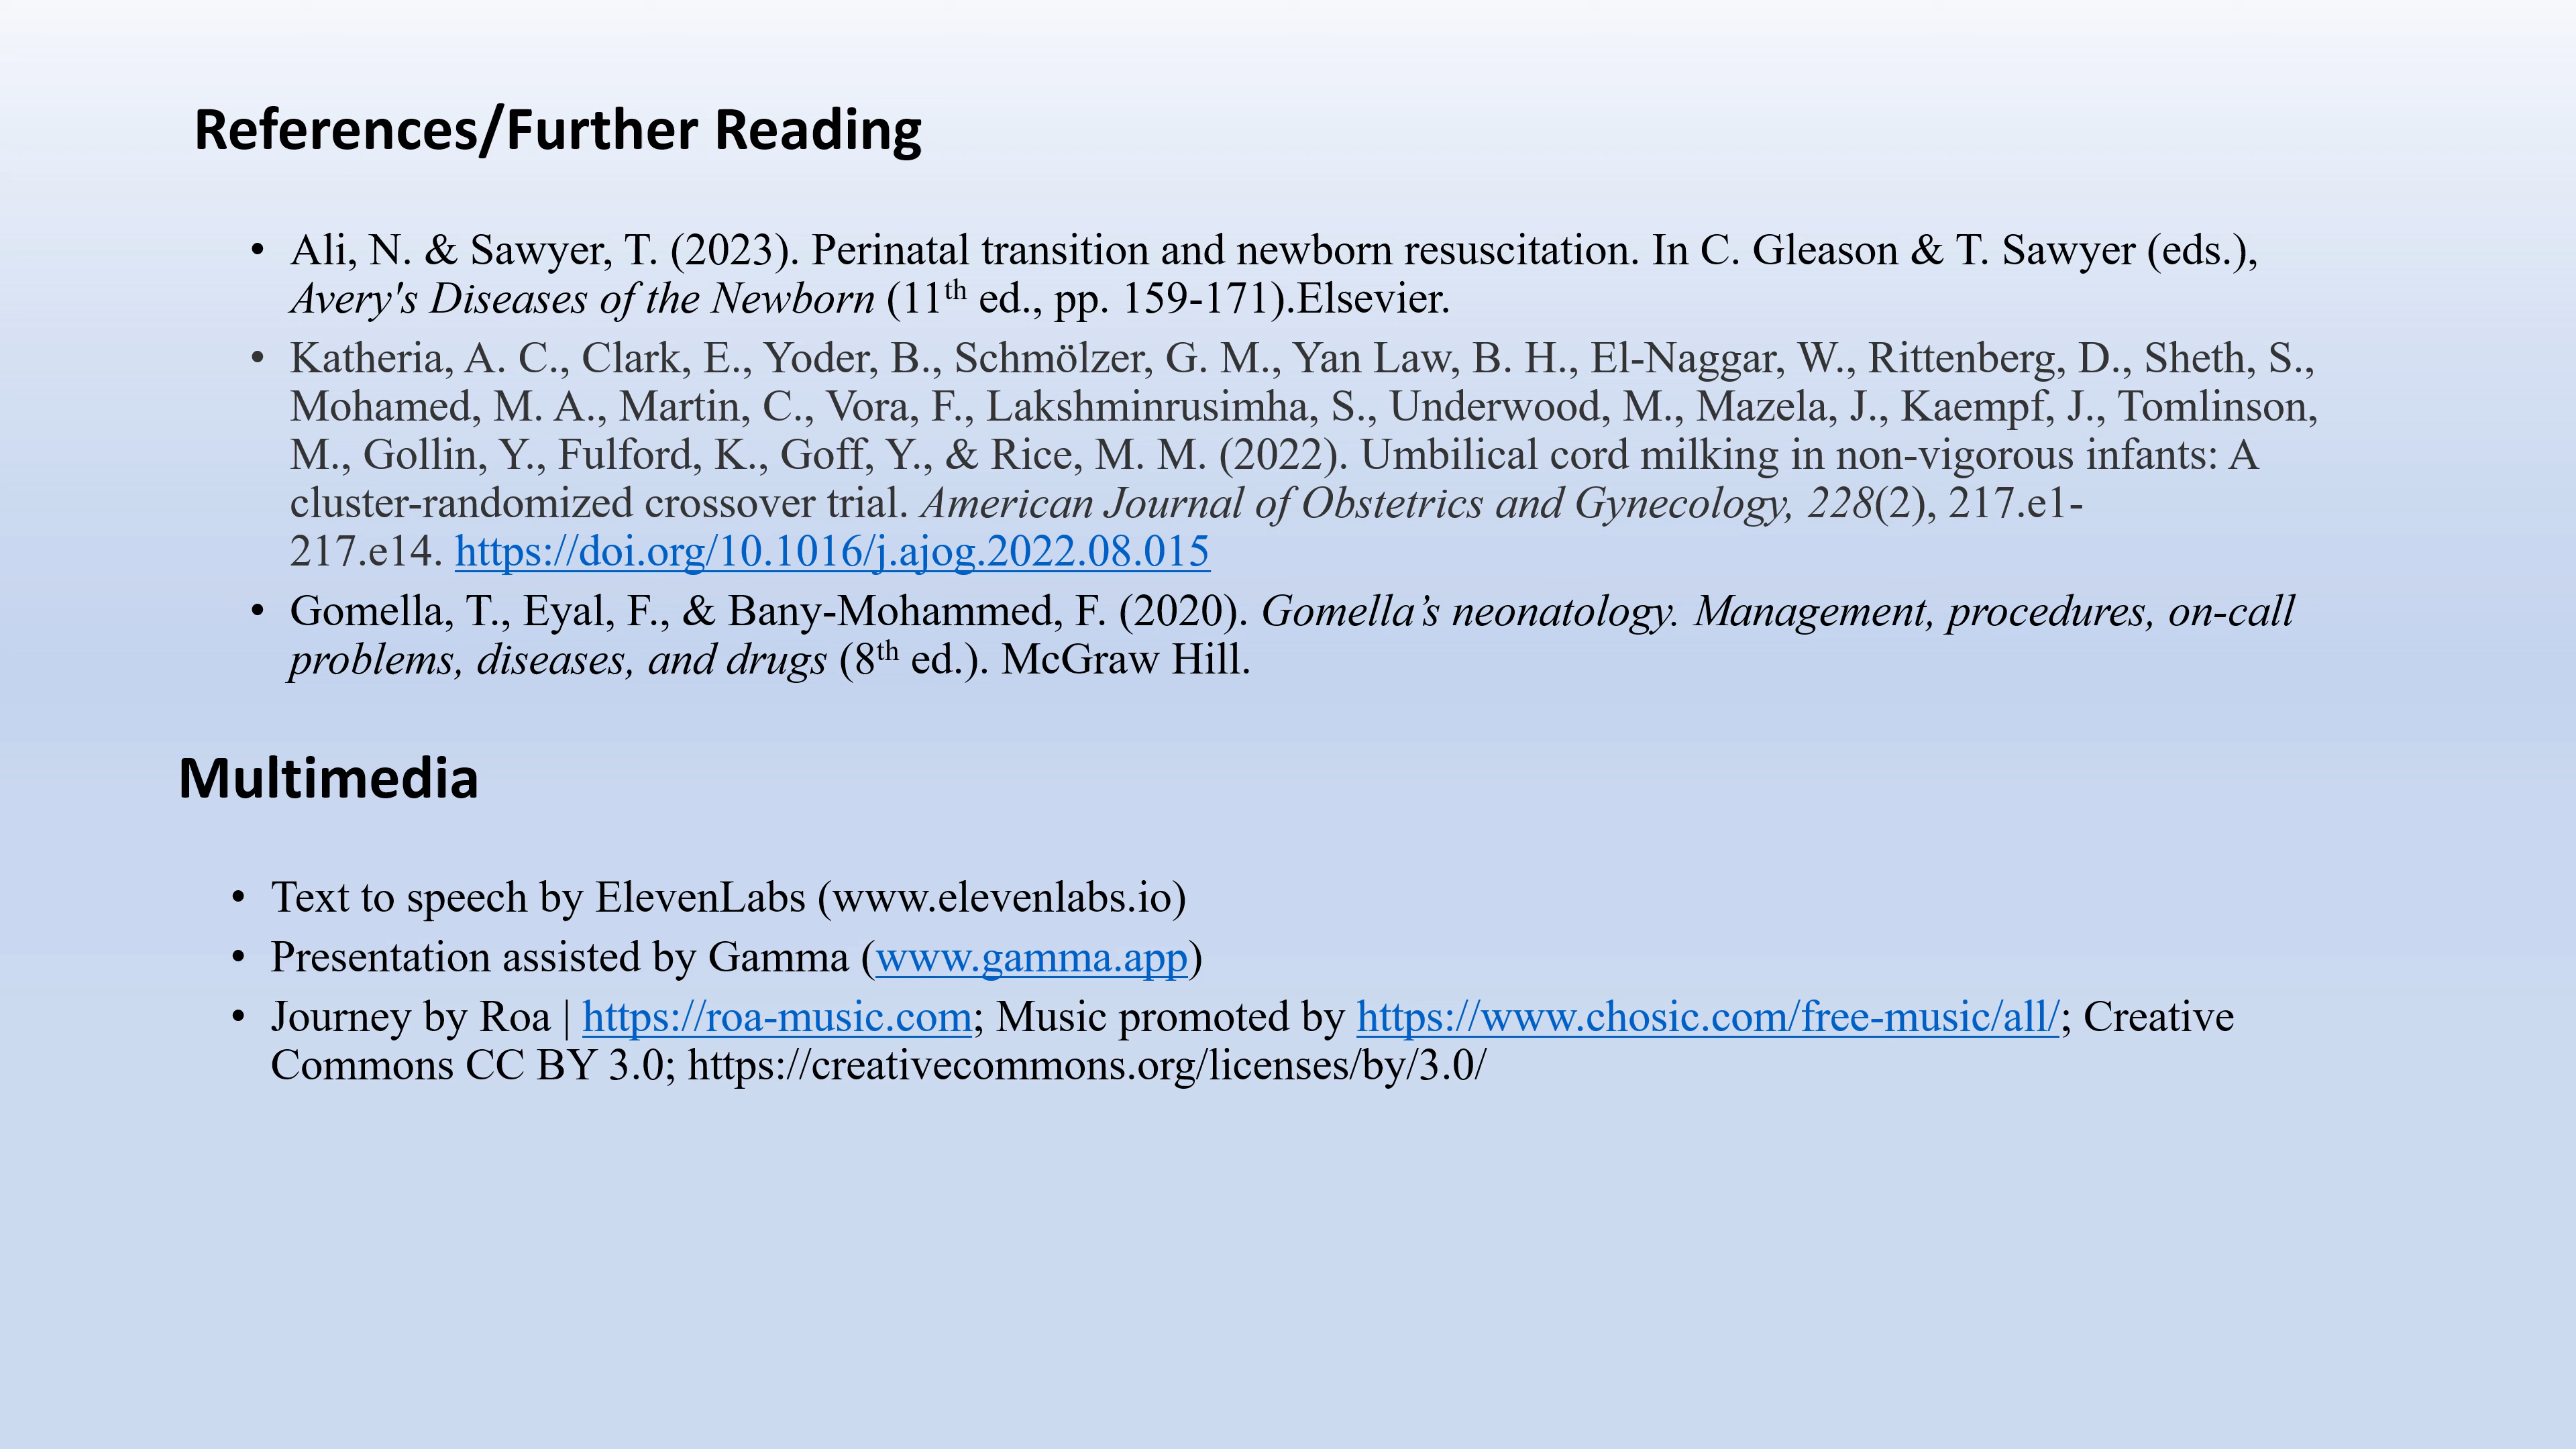 References/Further Reading
• Ali, N. & Sawyer, T. (2023). Perinatal transition and newborn resuscitation. In C. Gleason & T. Sawyer (eds.),
Avery's Diseases of the Newborn (11th ed., pp. 159-171).Elsevier.
• Katheria, A. C., Clark, E., Yoder, B., Schmölzer, G. M., Yan Law, B. H., El-Naggar, W., Rittenberg, D., Sheth, S.,
Mohamed, M. A., Martin, C., Vora, F., Lakshminrusimha, S., Underwood, M., Mazela, J., Kaempf, J., Tomlinson,
M., Gollin, Y., Fulford, K., Goff, Y., & Rice, M. M. (2022). Umbilical cord milking in non-vigorous infants: A
cluster-randomized crossover trial. American Journal of Obstetrics and Gynecology, 228(2), 217.e1-
217.e14. https://doi.org/10.1016/j.ajog.2022.08.015
• Gomella, T., Eyal, F., & Bany-Mohammed, F. (2020). Gomella’s neonatology. Management, procedures, on-call
problems, diseases, and drugs (8th ed.). McGraw Hill.
Multimedia
• Text to speech by ElevenLabs (www.elevenlabs.io)
• Presentation assisted by Gamma (www.gamma.app)
• Journey by Roa | https://roa-music.com; Music promoted by https://www.chosic.com/free-music/all/; Creative
Commons CC BY 3.0; https://creativecommons.org/licenses/by/3.0/